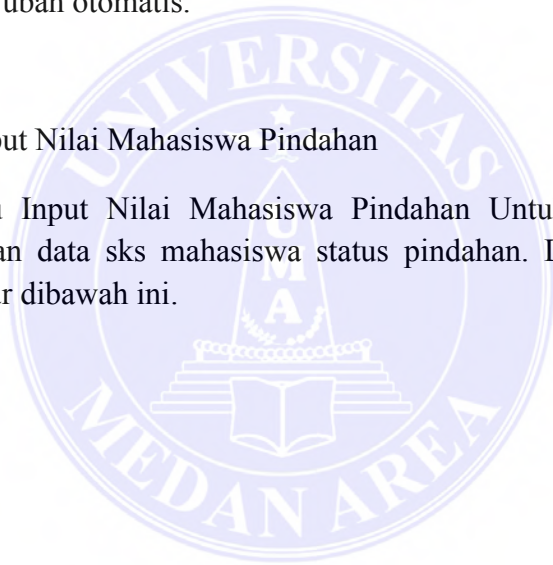 ubah otomatis.
UNIVERSITAS
put Nilai Mahasiswa Pindahan
Input Nilai Mahasiswa Pindahan Untu
an data sks mahasiswa status pindahan.
r dibawah ini.
U
M
A
MEDAN AREA